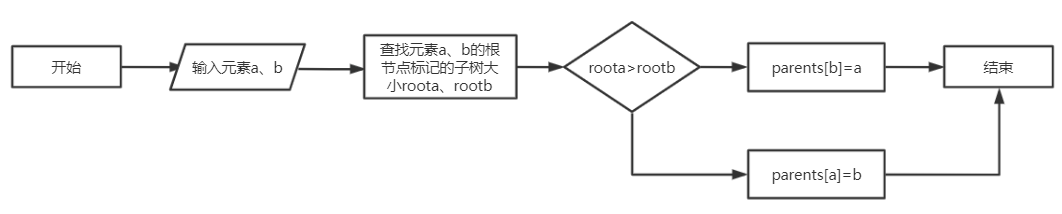 开始
输入元素a、b
查找元素a、b的根
节点标记的子树大
小roota、rootb
roota>rootb
parents[b]=a
结束
parents[a]=b